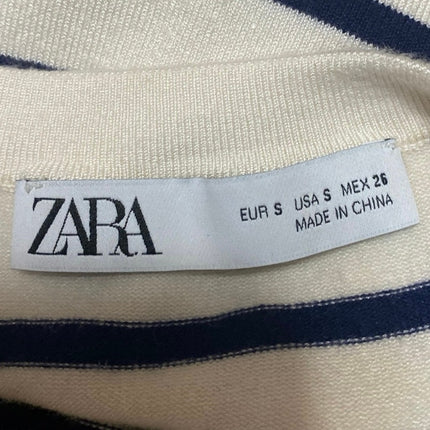 ZARA
EUR S USA S MEX 26
MADE IN CHINA